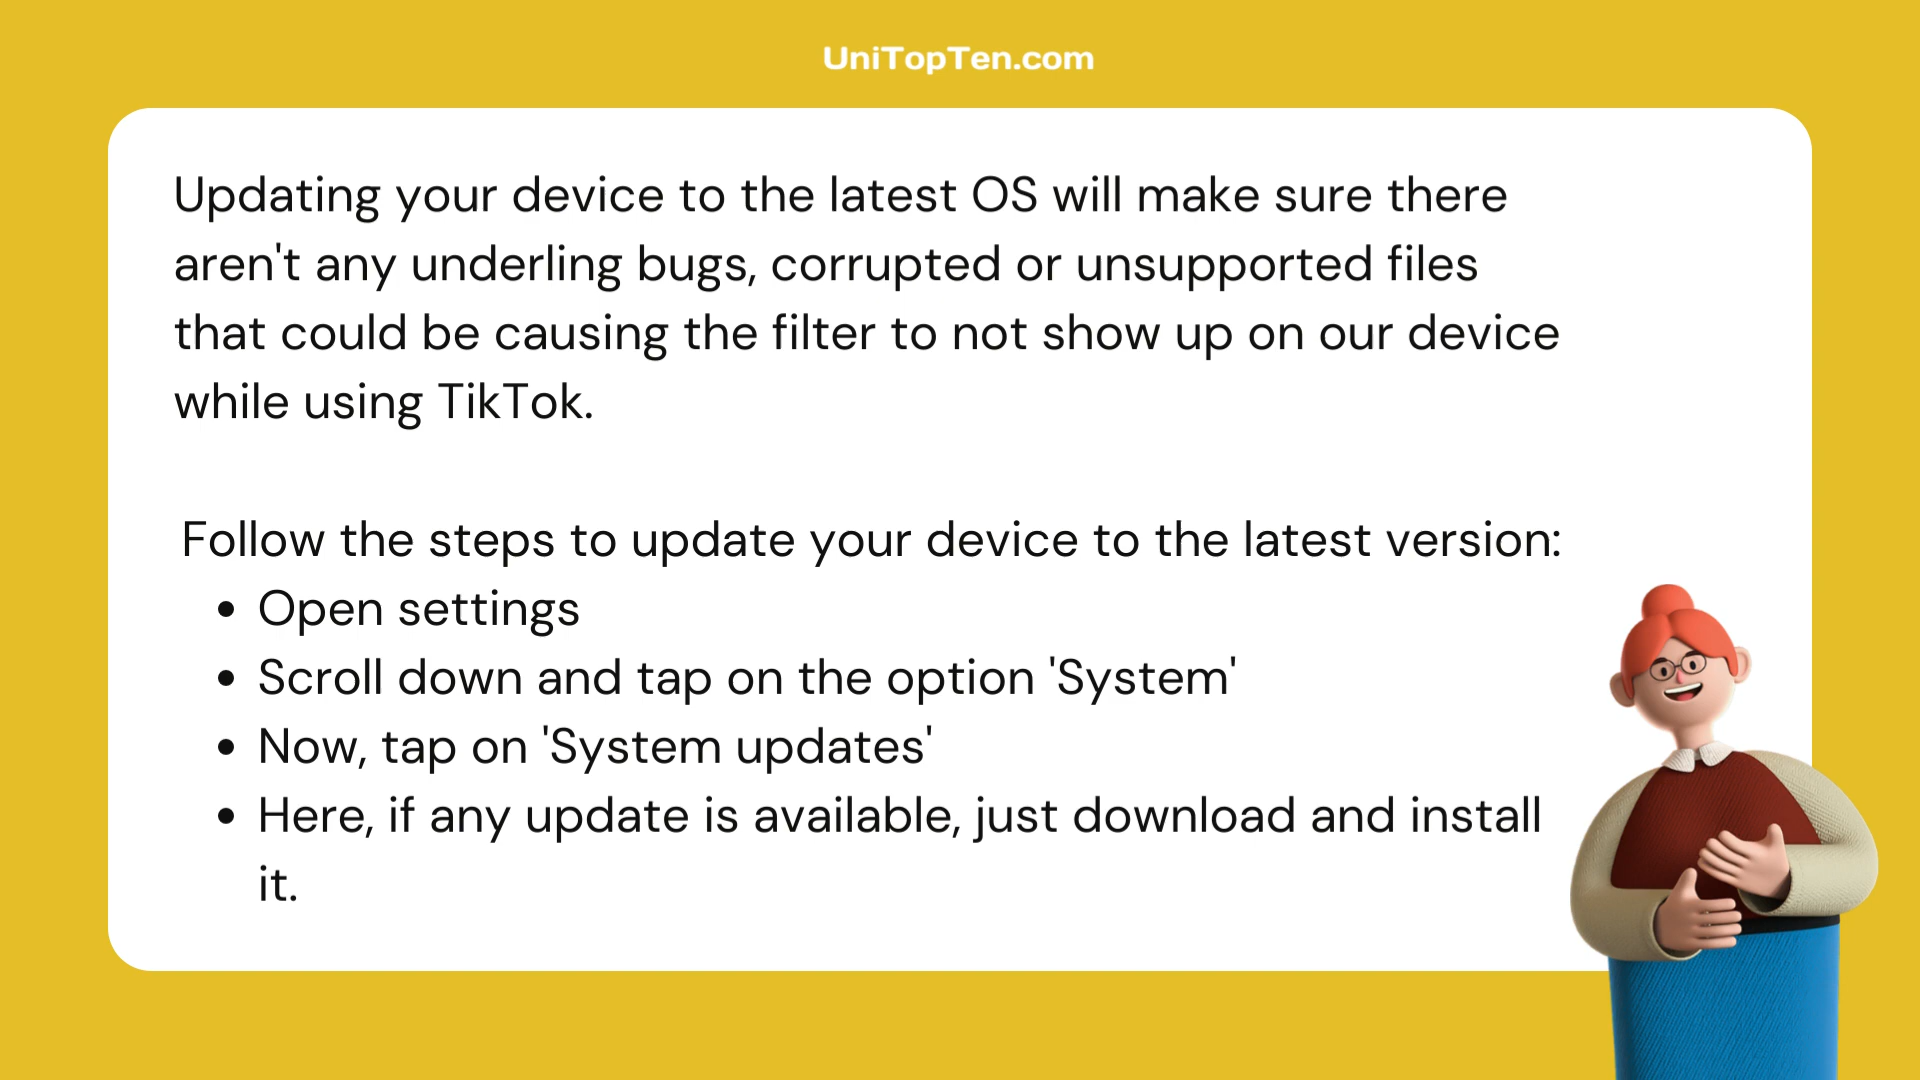 UniTopTen.com
Updating your device to the latest OS will make sure there
aren't any underling bugs, corrupted or unsupported files
that could be causing the filter to not show up on our device
while using TikTok.
Follow the steps to update your device to the latest version:
• Open settings
• Scroll down and tap on the option 'System'
• Now, tap on 'System updates'
• Here, if any update is available, just download and install
it.